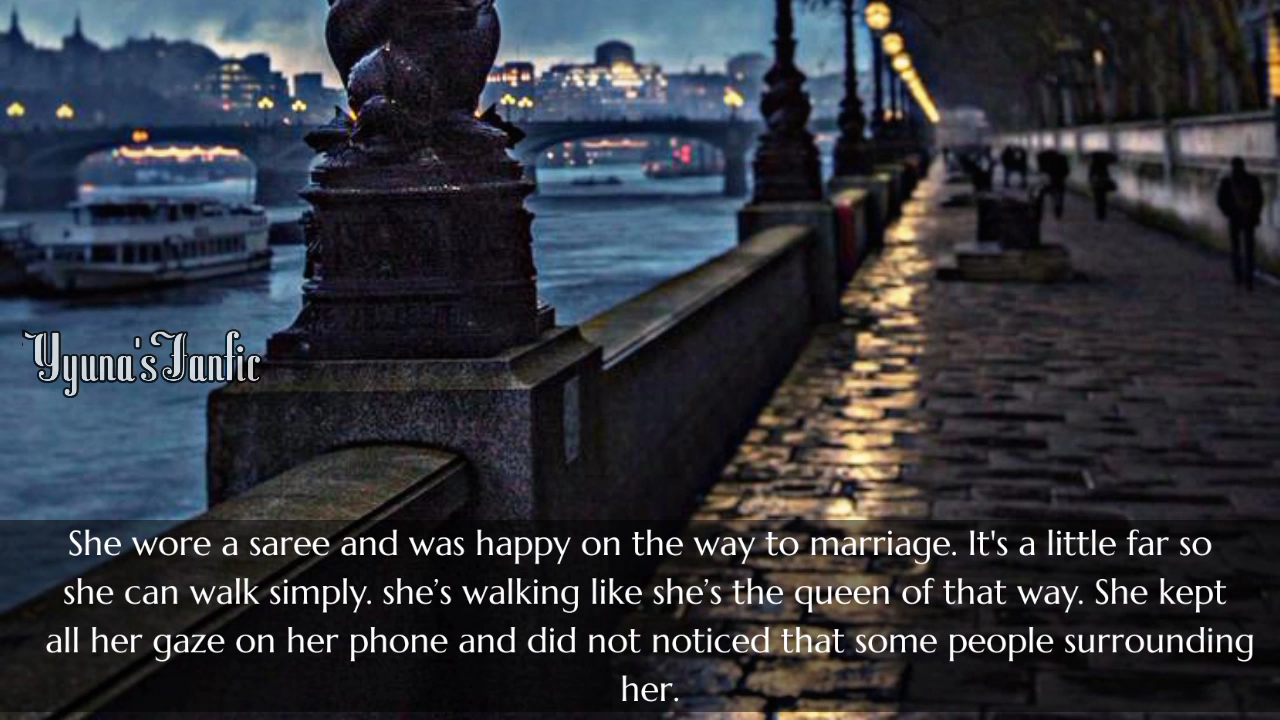 Yyuna'sFanfic
She wore a saree and was happy on the way to marriage. It's a little far so
she can walk simply. she’s walking like she’s the queen of that way. She kept
all her gaze on her phone and did not noticed that some people surrounding
her.